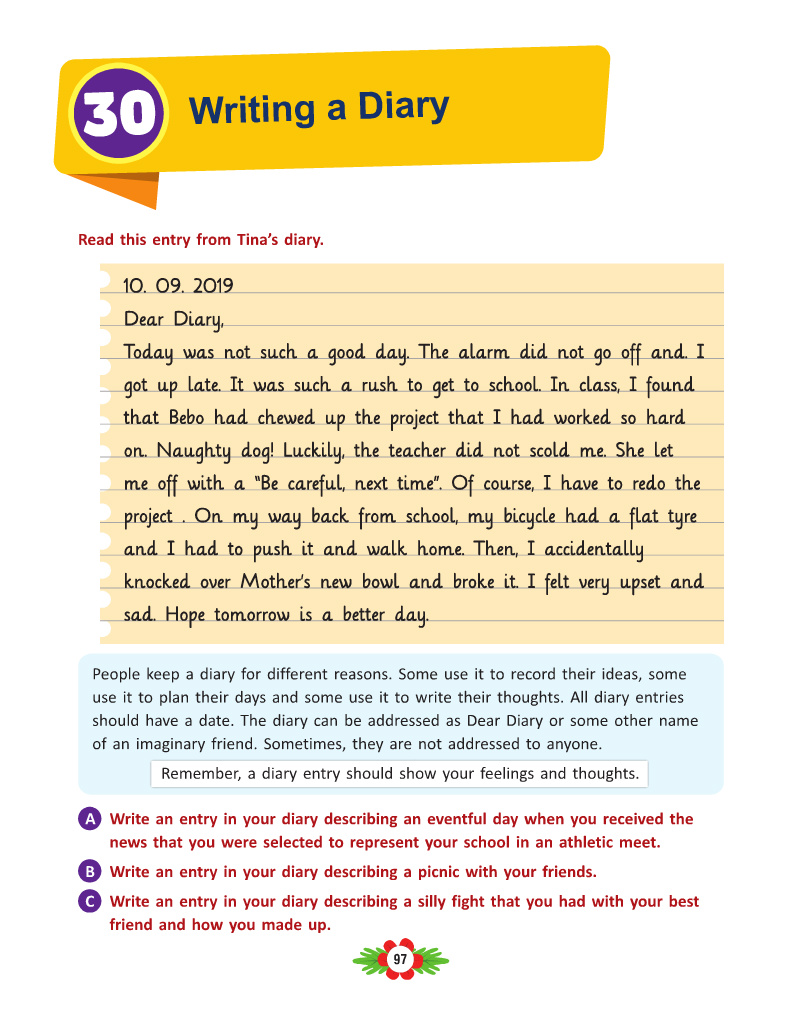 30
Writing a Diary
Read this entry from Tina's diary.
10. 09. 2019
Dear Diary,
Today was not such a good day. The alarm did not go off and. I
got up late. It was such a rush to get to school. In class, I found
that Bebo had chewed up the project that I had worked so hard
on. Naughty dog! Luckily, the teacher did not scold me. She let
me off with a "Be careful, next time". Of course, I have to redo the
project . On my way back from school, my bicycle had a flat tyre
and I had to push it and walk home. Then, I accidentally
knocked over Mother's new bowl and broke it. I felt very upset and
sad. Hope tomorrow is a better day.
People keep a diary for different reasons. Some use it to record their ideas, some
use it to plan their days and some use it to write their thoughts. All diary entries
should have a date. The diary can be addressed as Dear Diary or some other name
of an imaginary friend. Sometimes, they are not addressed to anyone.
Remember, a diary entry should show your feelings and thoughts.
A Write an entry in your diary describing an eventful day when you received the
news that you were selected to represent your school in an athletic meet.
B Write an entry in your diary describing a picnic with your friends.
C Write an entry in your diary describing a silly fight that you had with your best
friend and how you made up.
97